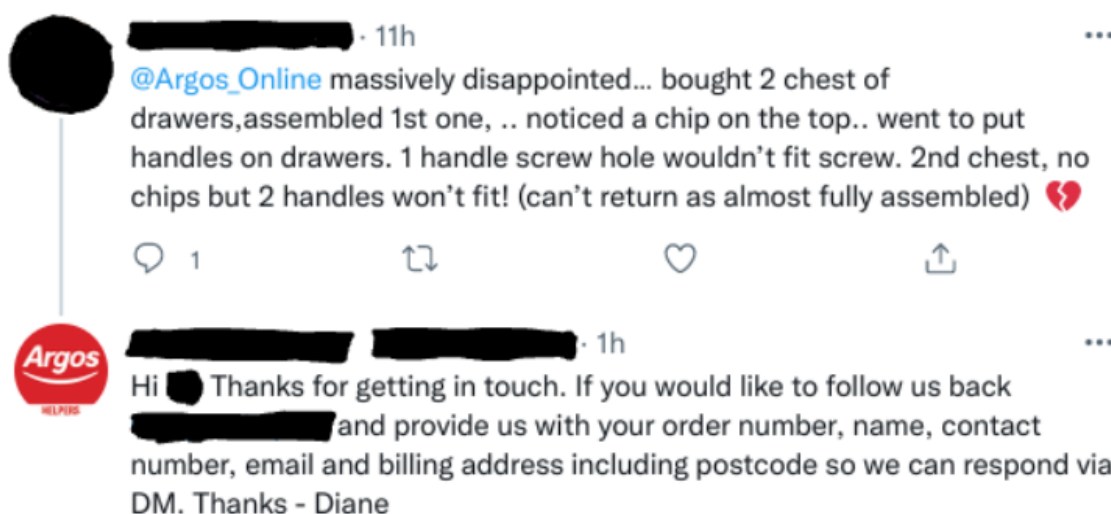 · 11h
@Argos_Online massively disappointed... bought 2 chest of
drawers,assembled 1st one, .. noticed a chip on the top.. went to put
handles on drawers. 1 handle screw hole wouldn't fit screw. 2nd chest, no
chips but 2 handles won't fit! (can't return as almost fully assembled) 💔
1
Argos
HELPERS
· 1h
Hi Thanks for getting in touch. If you would like to follow us back
and provide us with your order number, name, contact
number, email and billing address including postcode so we can respond via
DM. Thanks - Diane